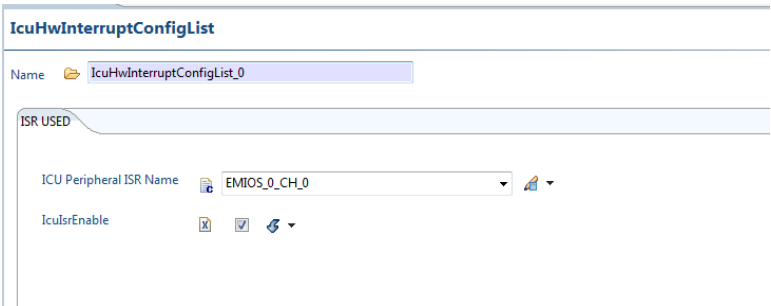 IcuHwInterruptConfigList
Name IcuHwInterruptConfigList_0
ISR USED
ICU Peripheral ISR Name EMIOS_0_CH_0
IcuIsrEnable